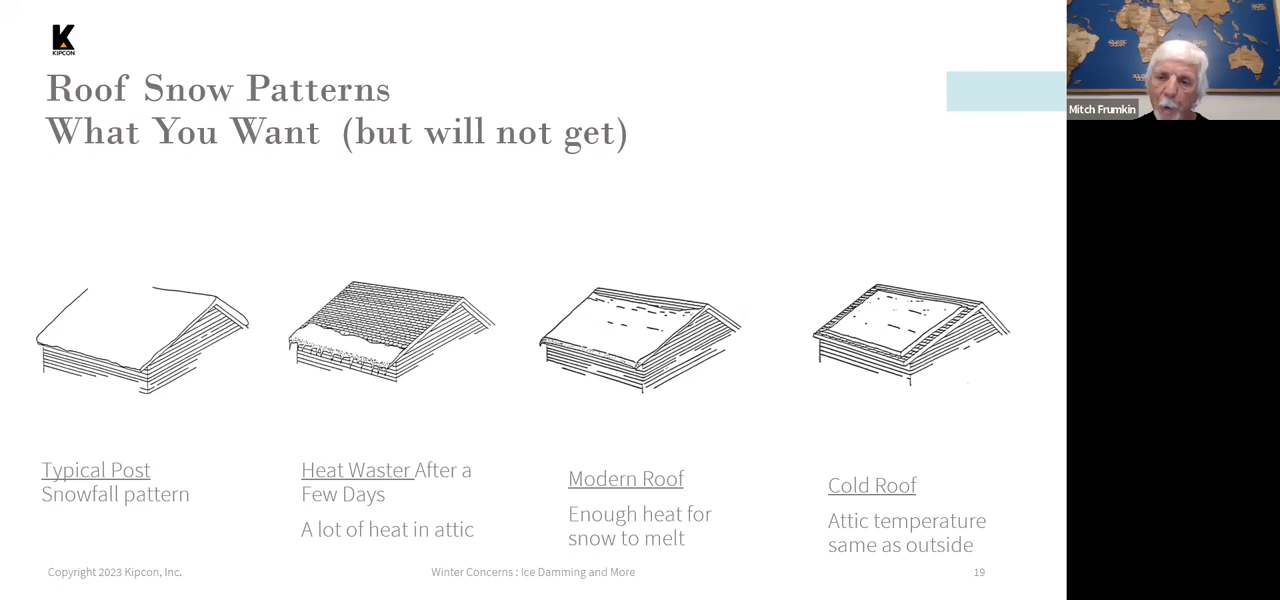 K
KIPCON
Roof Snow Patterns
What You Want (but will not get)
Mitch Frumkin
Typical Post
Snowfall pattern
Heat Waster After a
Few Days
A lot of heat in attic
Modern Roof
Enough heat for
snow to melt
Cold Roof
Attic temperature
same as outside
Copyright 2023 Kipcon, Inc.
Winter Concerns : Ice Damming and More
19